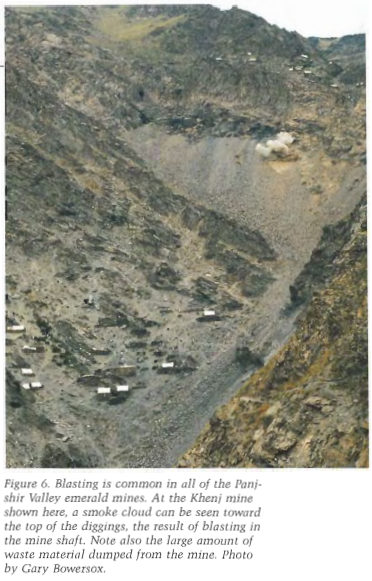 Figure 6. Blasting is common in all of the Panj-
shir Valley emerald mines. At the Khenj mine
shown here, a smoke cloud can be seen toward
the top of the diggings, the result of blasting in
the mine shaft. Note also the large amount of
waste material dumped from the mine. Photo
by Gary Bowersox.